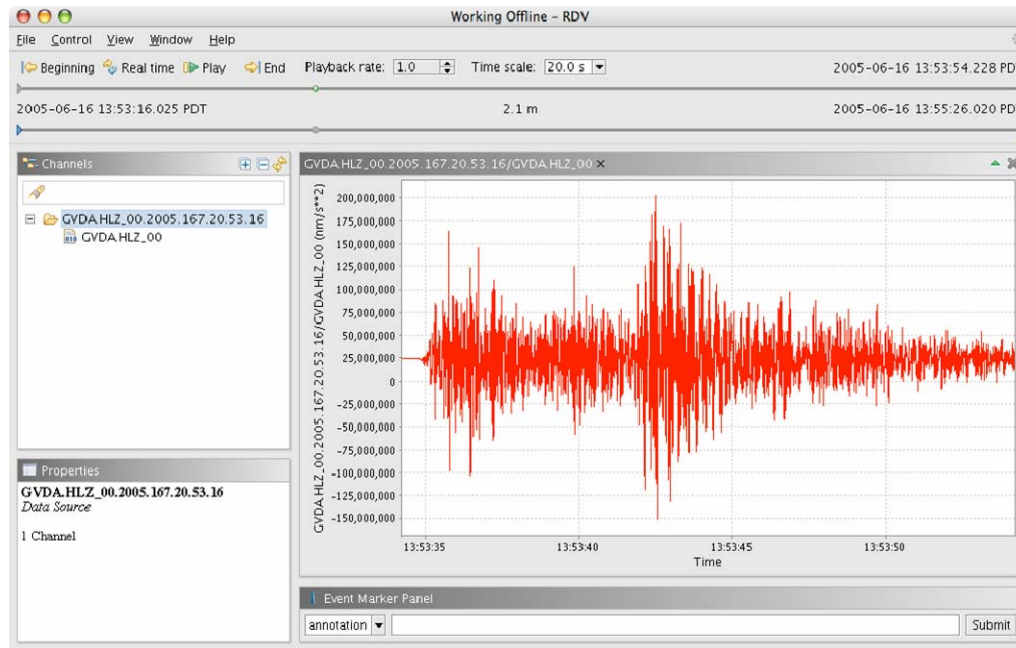 Working Offline – RDV
File Control View Window Help
Beginning Real time Play End Playback rate: 1.0 Time scale: 20.0 s 2005-06-16 13:53:54.228 PD
2005-06-16 13:53:16.025 PDT 2.1 m 2005-06-16 13:55:26.020 PD
Channels
GVDA.HLZ_00.2005.167.20.53.16
GVDA.HLZ_00
Properties
GVDA.HLZ_00.2005.167.20.53.16
Data Source
1 Channel
GVDA.HLZ_00.2005.167.20.53.16/GVDA.HLZ_00
GVDA.HLZ_00.2005.167.20.53.16/GVDA.HLZ_00 (nm/s**2)
200,000,000
175,000,000
150,000,000
125,000,000
100,000,000
75,000,000
50,000,000
25,000,000
0
-25,000,000
-50,000,000
-75,000,000
-100,000,000
-125,000,000
-150,000,000
13:53:35 13:53:40 13:53:45 13:53:50
Time
Event Marker Panel
annotation Submit